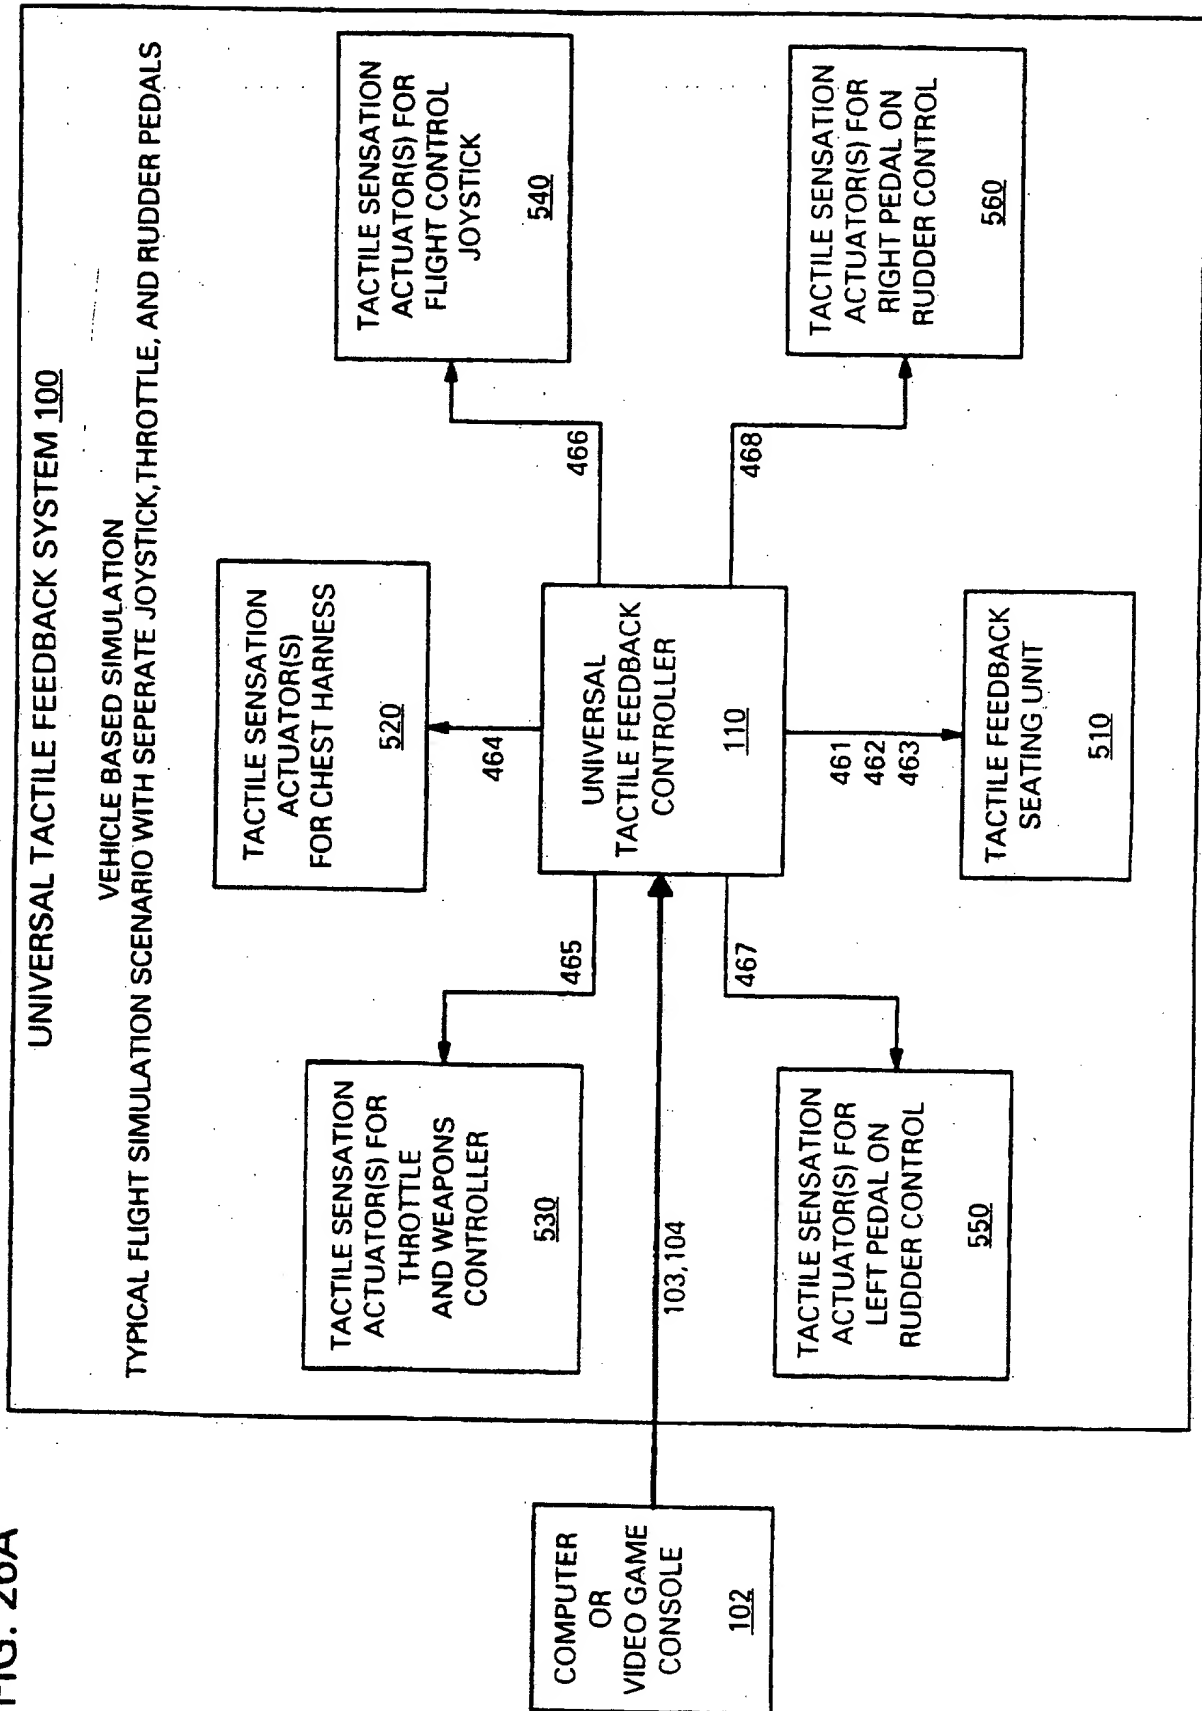 FIG. 26A
UNIVERSAL TACTILE FEEDBACK SYSTEM 100
VEHICLE BASED SIMULATION
TYPICAL FLIGHT SIMULATION SCENARIO WITH SEPERATE JOYSTICK,THROTTLE, AND RUDDER PEDALS
COMPUTER
OR
VIDEO GAME
CONSOLE
102
103,104
TACTILE SENSATION
ACTUATOR(S) FOR
THROTTLE
AND WEAPONS
CONTROLLER
530
465
TACTILE SENSATION
ACTUATOR(S)
FOR CHEST HARNESS
520
464
TACTILE SENSATION
ACTUATOR(S) FOR
FLIGHT CONTROL
JOYSTICK
540
466
UNIVERSAL
TACTILE FEEDBACK
CONTROLLER
110
TACTILE SENSATION
ACTUATOR(S) FOR
LEFT PEDAL ON
RUDDER CONTROL
550
467
461
462
463
TACTILE FEEDBACK
SEATING UNIT
510
468
TACTILE SENSATION
ACTUATOR(S) FOR
RIGHT PEDAL ON
RUDDER CONTROL
560